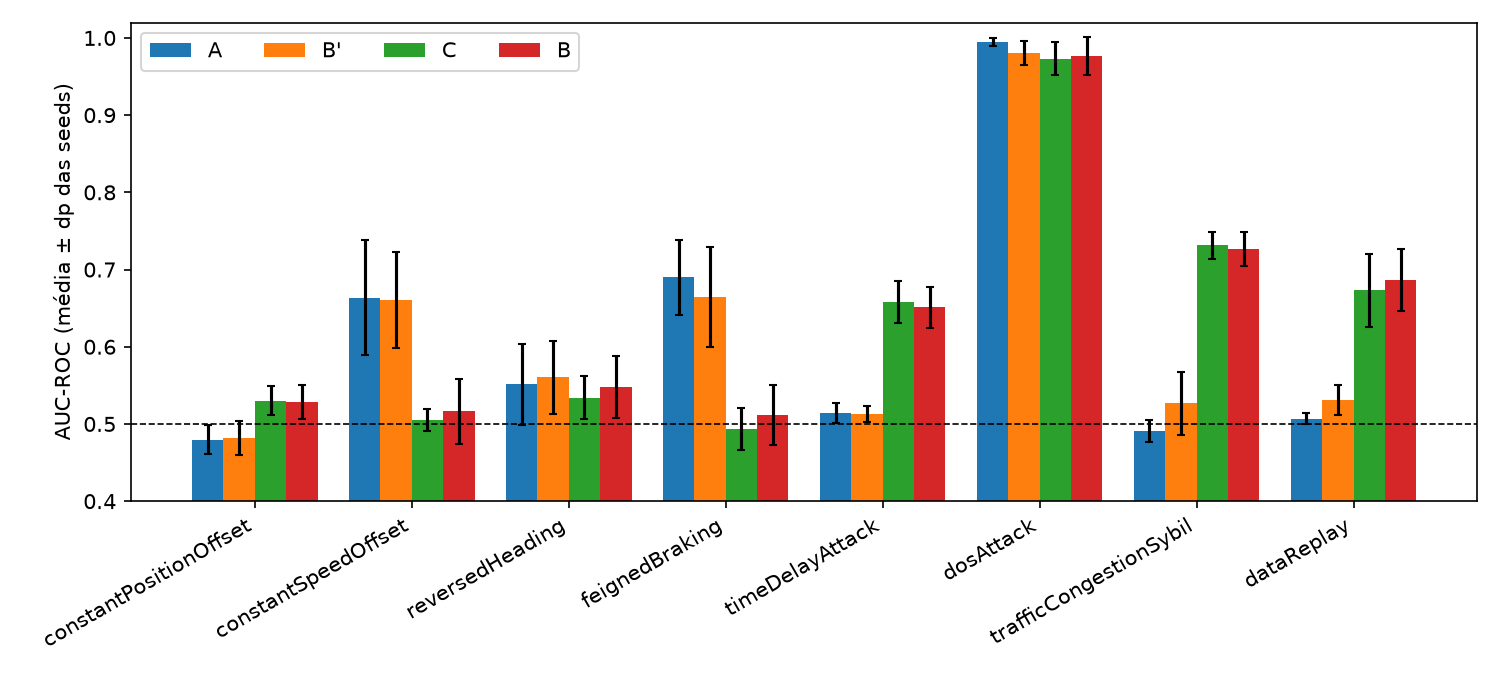 AUC-ROC (média ± dp das seeds)
1.0
0.9
0.8
0.7
0.6
0.5
0.4
A B' C B
constantPositionOffset
constantSpeedOffset
reversedHeading
feignedBraking
timeDelayAttack
dosAttack
trafficCongestionSybil
dataReplay